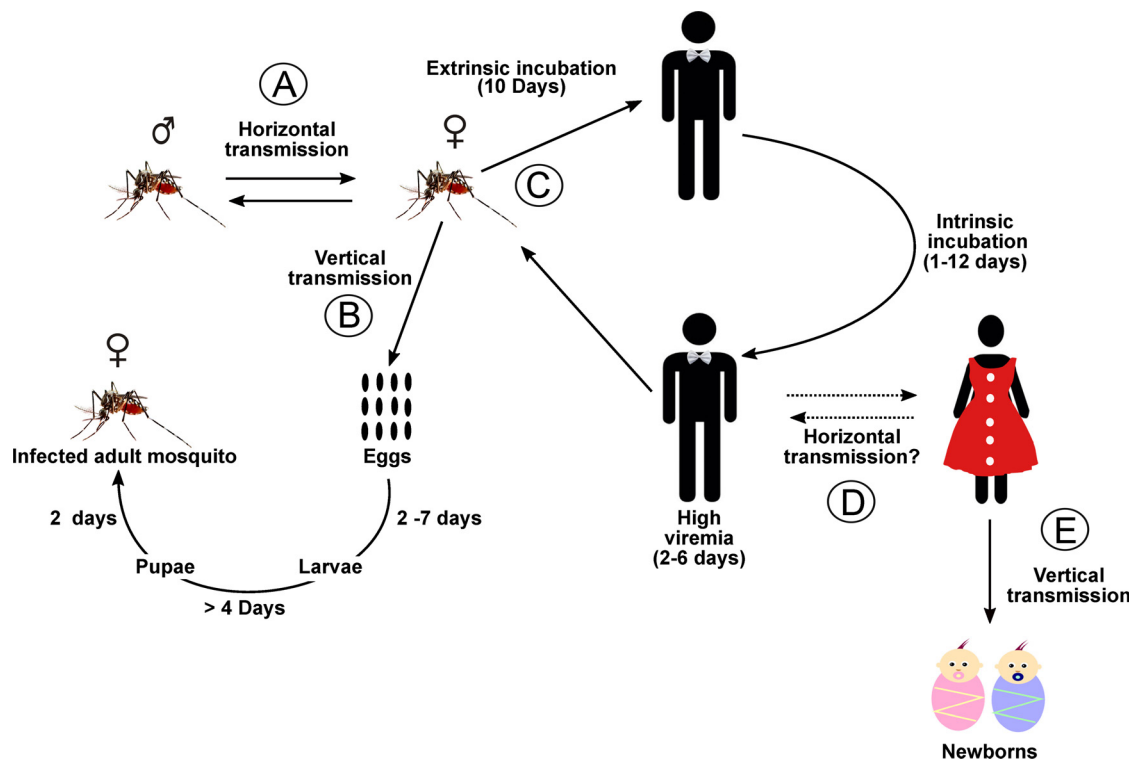 A
Horizontal
transmission
♂
♀
Extrinsic incubation
(10 Days)
C
Intrinsic
incubation
(1-12 days)
Vertical
transmission
B
♀
Infected adult mosquito
Eggs
2 days
2 -7 days
Pupae
Larvae
> 4 Days
Horizontal
transmission?
D
High
viremia
(2-6 days)
E
Vertical
transmission
Newborns